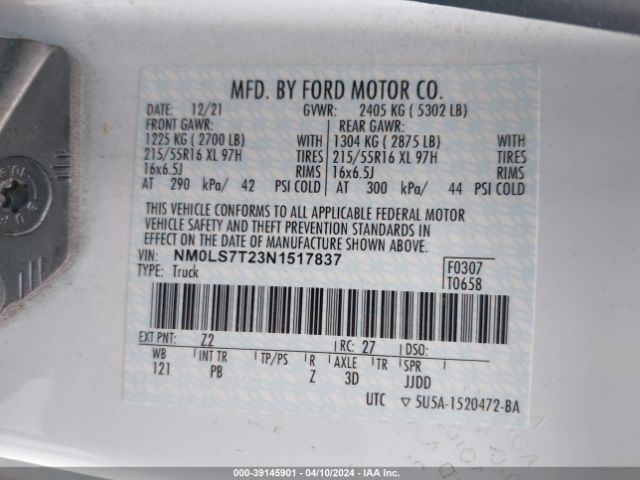 MFD. BY FORD MOTOR CO.
DATE: 12/21 GVWR: 2405 KG ( 5302 LB)
FRONT GAWR: REAR GAWR:
1225 KG ( 2700 LB) WITH 1304 KG ( 2875 LB) WITH
215/55R16 XL 97H TIRES 215/55R16 XL 97H TIRES
16x6.5J RIMS 16x6.5J RIMS
AT 290 kPa/ 42 PSI COLD AT 300 kPa/ 44 PSI COLD
THIS VEHICLE CONFORMS TO ALL APPLICABLE FEDERAL MOTOR
VEHICLE SAFETY AND THEFT PREVENTION STANDARDS IN
EFFECT ON THE DATE OF MANUFACTURE SHOWN ABOVE.
VIN: NM0LS7T23N1517837 F0307
TYPE: Truck T0658
EXT PNT: Z2 RC: 27 DSO:
WB INT TR TP/PS R AXLE TR SPR
121 PB Z 3D JJDD
UTC 5U5A-1520472-BA
000-39145901 - 04/10/2024 - IAA Inc.